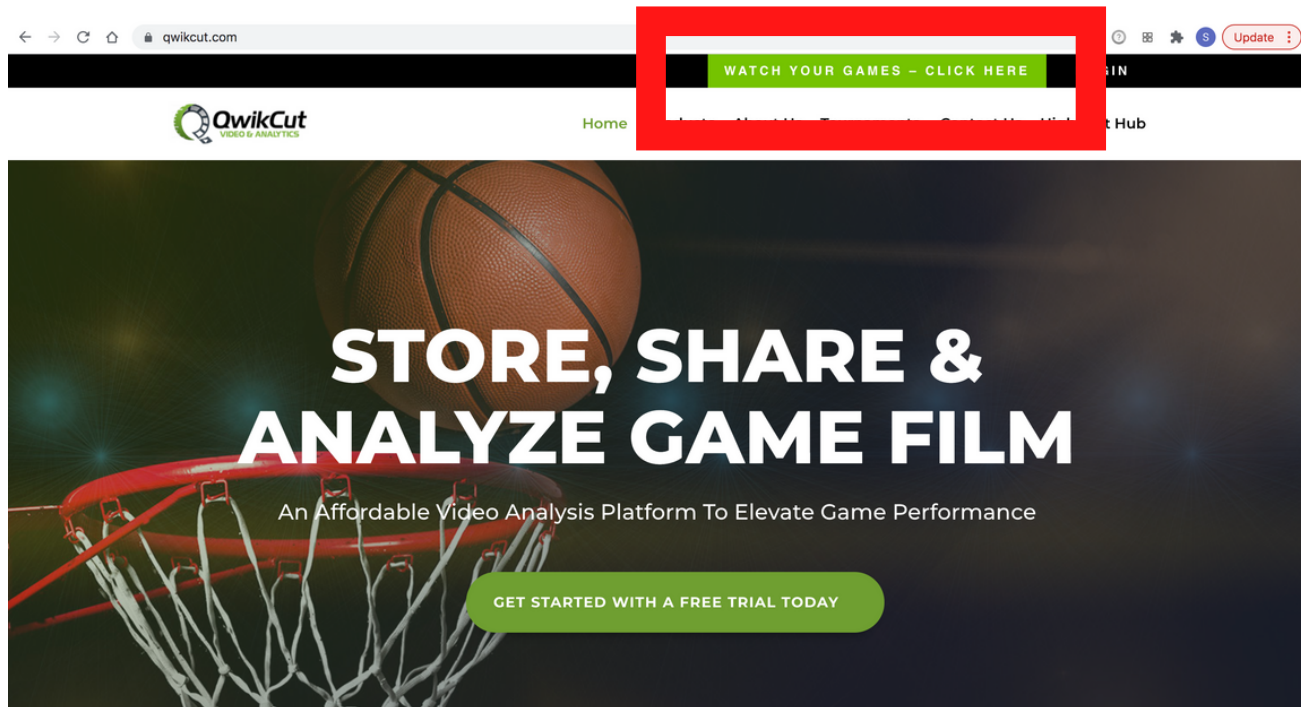 qwikcut.com
S
Update
WATCH YOUR GAMES – CLICK HERE
QwikCut
VIDEO & ANALYTICS
Home
Hub
STORE, SHARE &
ANALYZE GAME FILM
An Affordable Video Analysis Platform To Elevate Game Performance
GET STARTED WITH A FREE TRIAL TODAY